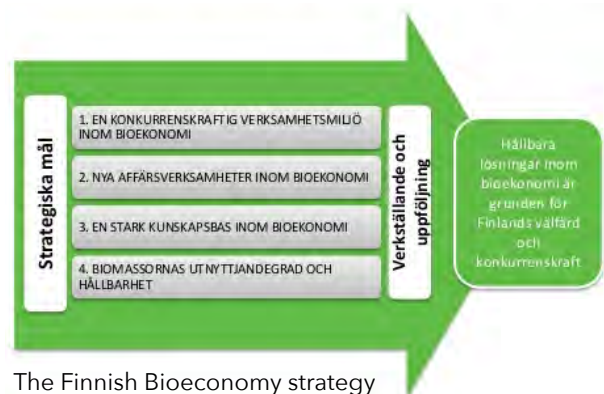 Strategiska mål
1. EN KONKURRENSKRAFTIG VERKSAMHETSMILJÖ
INOM BIOEKONOMI
2. NYA AFFÄRSVERKSAMHETER INOM BIOEKONOMI
3. EN STARK KUNSKAPSBAS INOM BIOEKONOMI
4. BIOMASSORNAS UTNYTTJANDEGRAD OCH
HÅLLBARHET
Verkställande och
uppföljning
Hållbara
lösningar inom
bioekonomi är
grunden för
Finlands välfärd
och
konkurrenskraft
The Finnish Bioeconomy strategy